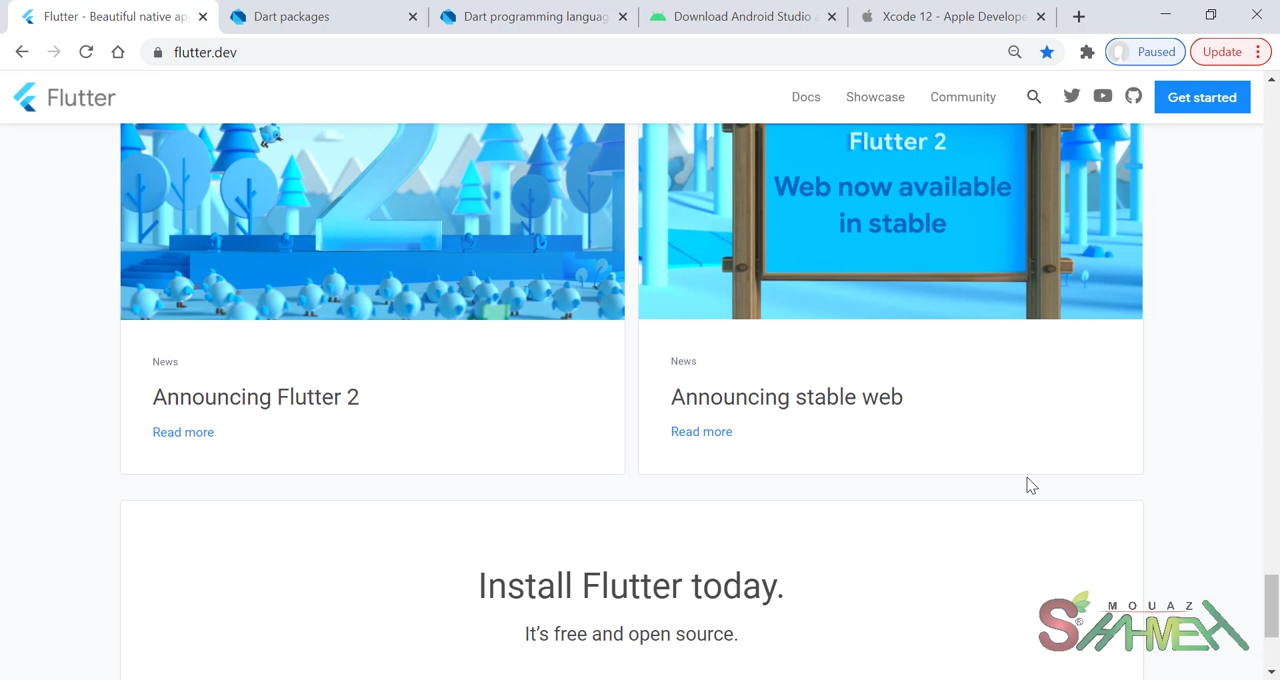 Flutter - Beautiful native ap
Dart packages
Dart programming languag
Download Android Studio a
Xcode 12 - Apple Develope
flutter.dev
Paused
Update
Flutter
Docs
Showcase
Community
Get started
2
Flutter 2
Web now available
in stable
News
Announcing Flutter 2
Read more
News
Announcing stable web
Read more
Install Flutter today.
It's free and open source.
MOUAZ